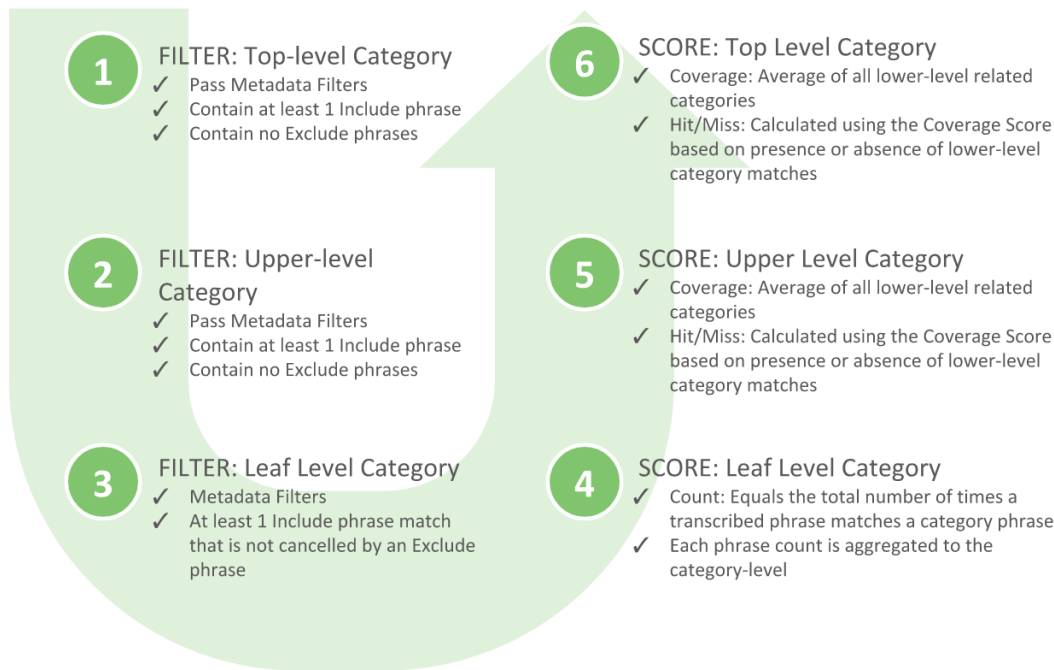 1
FILTER: Top-level Category
✓ Pass Metadata Filters
✓ Contain at least 1 Include phrase
✓ Contain no Exclude phrases
2
FILTER: Upper-level
Category
✓ Pass Metadata Filters
✓ Contain at least 1 Include phrase
✓ Contain no Exclude phrases
3
FILTER: Leaf Level Category
✓ Metadata Filters
✓ At least 1 Include phrase match
that is not cancelled by an Exclude
phrase
4
SCORE: Leaf Level Category
✓ Count: Equals the total number of times a
transcribed phrase matches a category phrase
✓ Each phrase count is aggregated to the
category-level
5
SCORE: Upper Level Category
✓ Coverage: Average of all lower-level related
categories
✓ Hit/Miss: Calculated using the Coverage Score
based on presence or absence of lower-level
category matches
6
SCORE: Top Level Category
✓ Coverage: Average of all lower-level related
categories
✓ Hit/Miss: Calculated using the Coverage Score
based on presence or absence of lower-level
category matches